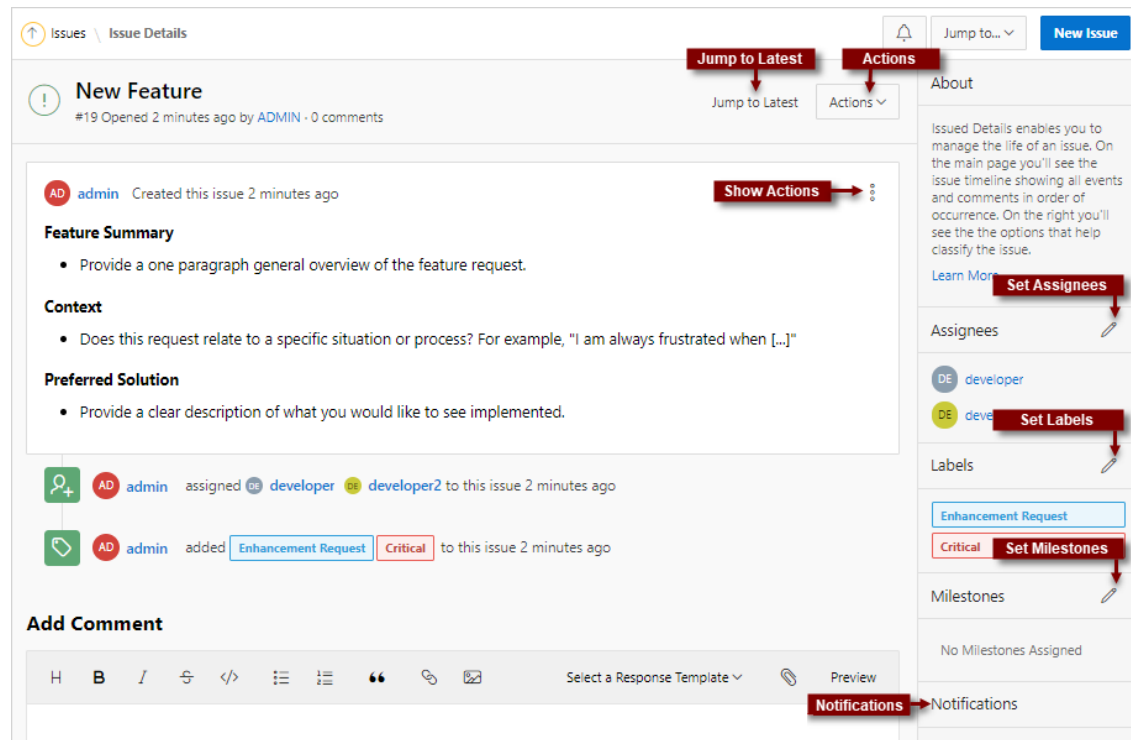 Issues \ Issue Details
Jump to...
New Issue
Jump to Latest
Actions
New Feature
#19 Opened 2 minutes ago by ADMIN · 0 comments
Jump to Latest
Actions
About
Issued Details enables you to
manage the life of an issue. On
the main page you'll see the
issue timeline showing all events
and comments in order of
occurrence. On the right you'll
see the the options that help
classify the issue.
Learn More
AD admin Created this issue 2 minutes ago
Show Actions
Feature Summary
• Provide a one paragraph general overview of the feature request.
Context
• Does this request relate to a specific situation or process? For example, "I am always frustrated when [...]"
Preferred Solution
• Provide a clear description of what you would like to see implemented.
AD admin assigned DE developer DE developer2 to this issue 2 minutes ago
AD admin added Enhancement Request Critical to this issue 2 minutes ago
Set Assignees
Assignees
DE developer
DE deve
Set Labels
Labels
Enhancement Request
Critical
Set Milestones
Milestones
No Milestones Assigned
Add Comment
H B I S </> Select a Response Template Preview
Notifications
Notifications